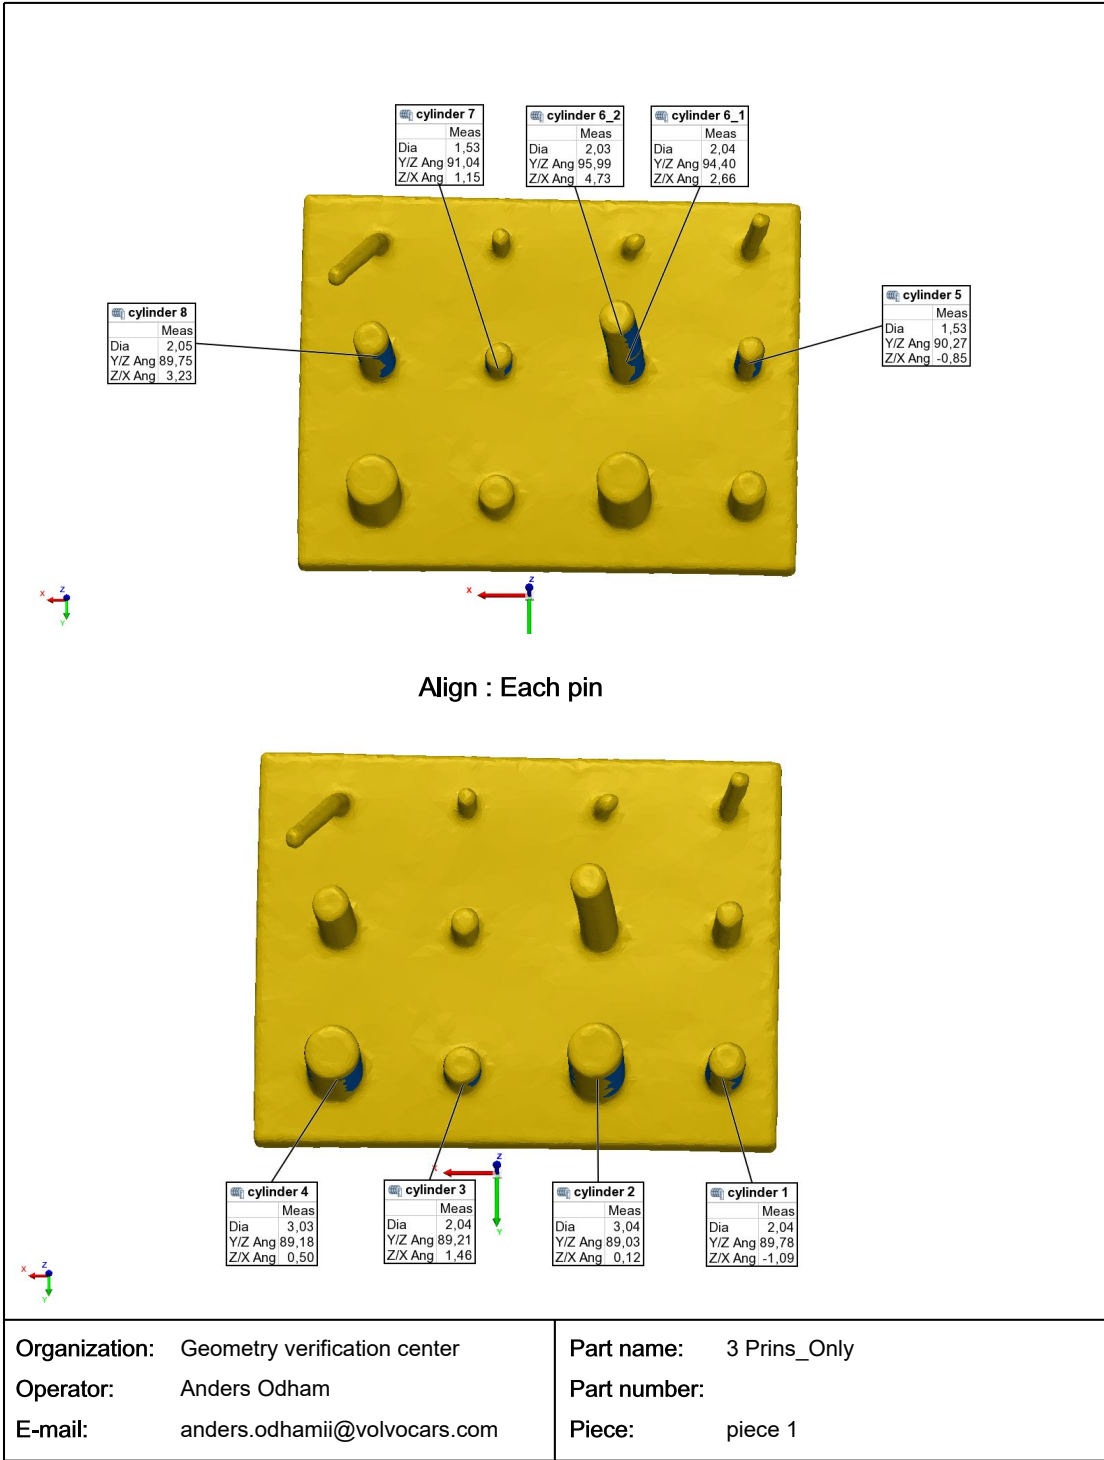 cylinder 7
Meas
Dia 1,53
Y/Z Ang 91,04
Z/X Ang 1,15
cylinder 6_2
Meas
Dia 2,03
Y/Z Ang 95,99
Z/X Ang 4,73
cylinder 6_1
Meas
Dia 2,04
Y/Z Ang 94,40
Z/X Ang 2,66
cylinder 8
Meas
Dia 2,05
Y/Z Ang 89,75
Z/X Ang 3,23
cylinder 5
Meas
Dia 1,53
Y/Z Ang 90,27
Z/X Ang -0,85
X Z
Y
X Z
Align : Each pin
cylinder 4
Meas
Dia 3,03
Y/Z Ang 89,18
Z/X Ang 0,50
cylinder 3
Meas
Dia 2,04
Y/Z Ang 89,21
Z/X Ang 1,46
X Z
Y
cylinder 2
Meas
Dia 3,04
Y/Z Ang 89,03
Z/X Ang 0,12
cylinder 1
Meas
Dia 2,04
Y/Z Ang 89,78
Z/X Ang -1,09
X Z
Y
Organization: Geometry verification center
Operator: Anders Odham
E-mail: anders.odhamii@volvocars.com
Part name: 3 Prins_Only
Part number:
Piece: piece 1